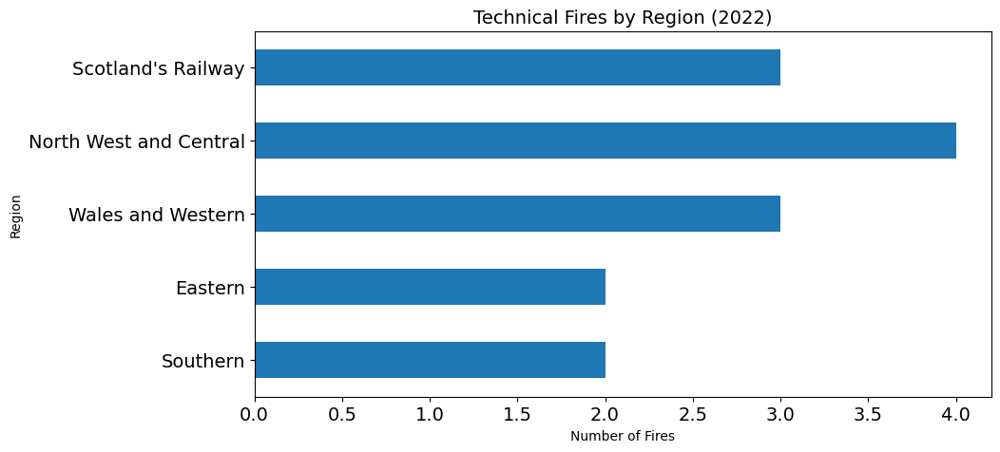 Technical Fires by Region (2022)
Scotland's Railway
North West and Central
Wales and Western
Eastern
Southern
Region
0.0 0.5 1.0 1.5 2.0 2.5 3.0 3.5 4.0
Number of Fires